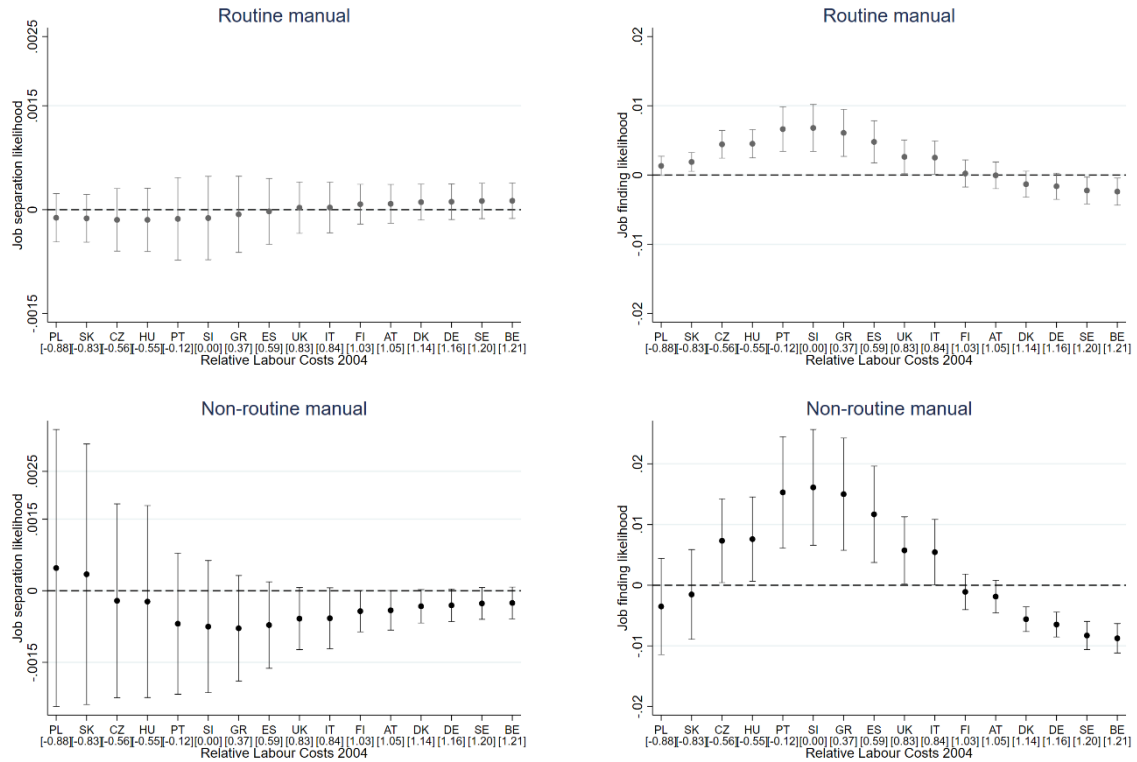 Routine manual
Job separation likelihood
.0025
.0015
0
-.0015
PL SK CZ HU PT SI GR ES UK IT FI AT DK DE SE BE
[-0.88] [-0.83] [-0.56] [-0.55] [-0.12] [0.00] [0.37] [0.59] [0.83] [0.84] [1.03] [1.05] [1.14] [1.16] [1.20] [1.21]
Relative Labour Costs 2004
Routine manual
Job finding likelihood
.02
.01
0
-.01
-.02
PL SK CZ HU PT SI GR ES UK IT FI AT DK DE SE BE
[-0.88] [-0.83] [-0.56] [-0.55] [-0.12] [0.00] [0.37] [0.59] [0.83] [0.84] [1.03] [1.05] [1.14] [1.16] [1.20] [1.21]
Relative Labour Costs 2004
Non-routine manual
Job separation likelihood
.0025
.0015
0
-.0015
PL SK CZ HU PT SI GR ES UK IT FI AT DK DE SE BE
[-0.88] [-0.83] [-0.56] [-0.55] [-0.12] [0.00] [0.37] [0.59] [0.83] [0.84] [1.03] [1.05] [1.14] [1.16] [1.20] [1.21]
Relative Labour Costs 2004
Non-routine manual
Job finding likelihood
.02
.01
0
-.01
-.02
PL SK CZ HU PT SI GR ES UK IT FI AT DK DE SE BE
[-0.88] [-0.83] [-0.56] [-0.55] [-0.12] [0.00] [0.37] [0.59] [0.83] [0.84] [1.03] [1.05] [1.14] [1.16] [1.20] [1.21]
Relative Labour Costs 2004